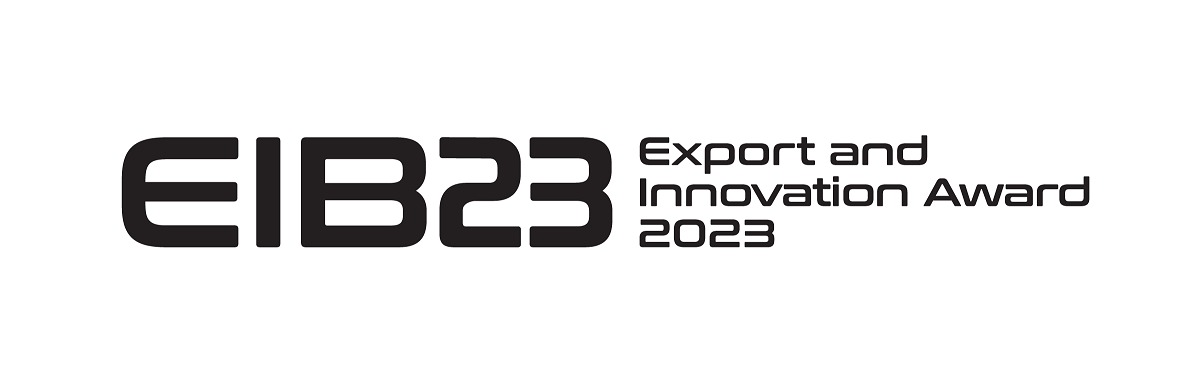 EIB23
Export and
Innovation Award
2023